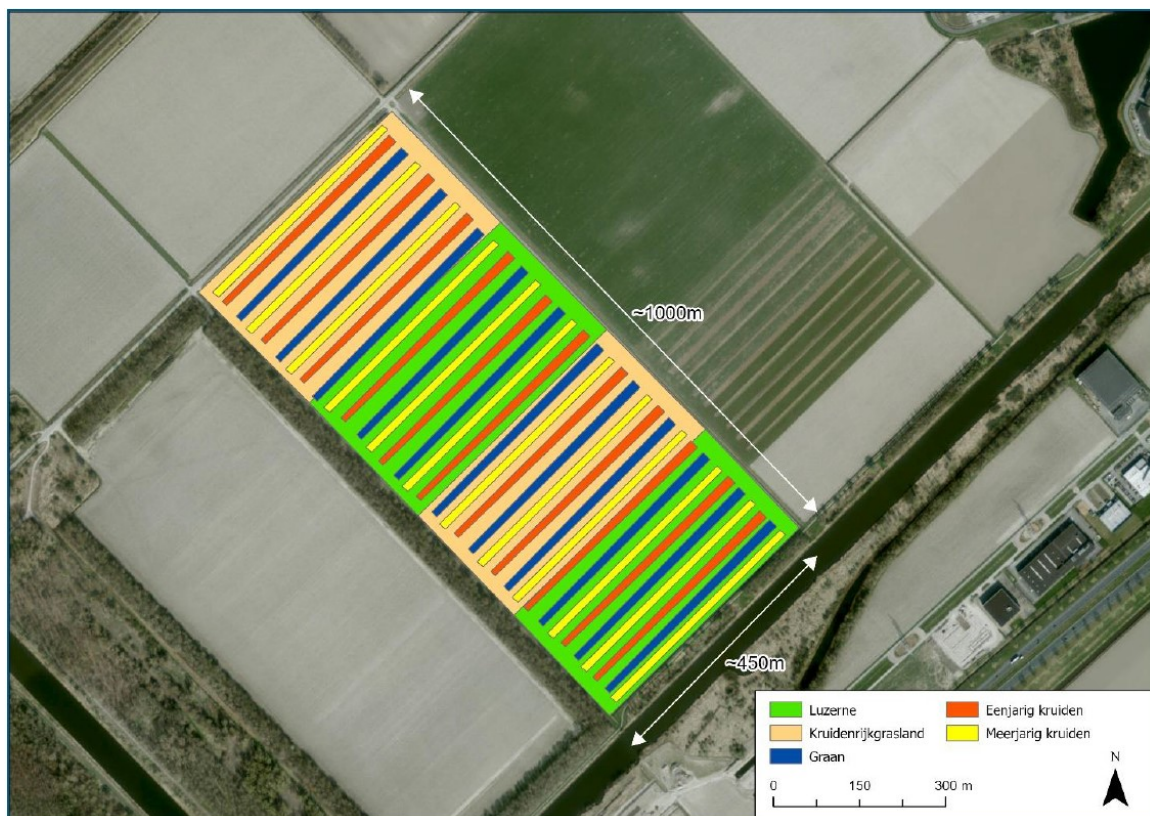 ~1000m
~450m
Luzerne
Kruidenrijkgrasland
Graan
Eenjarig kruiden
Meerjarig kruiden
0 150 300 m
N